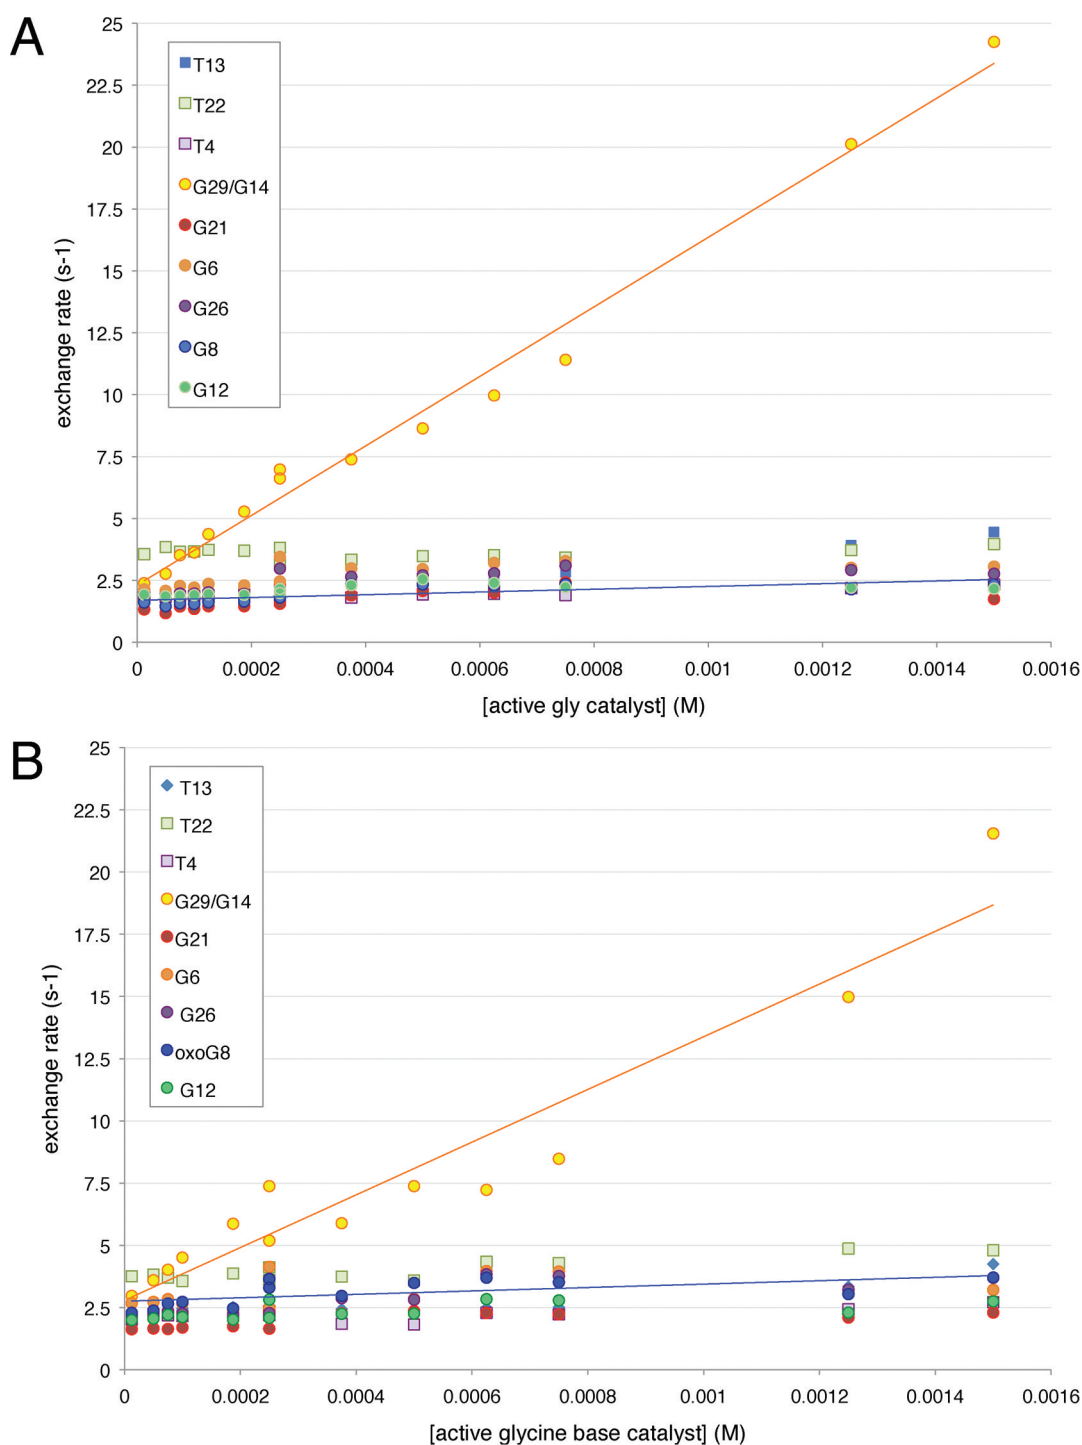 A
25
22.5
20
17.5
15
12.5
10
7.5
5
2.5
0
exchange rate (s-1)
T13
T22
T4
G29/G14
G21
G6
G26
G8
G12
0 0.0002 0.0004 0.0006 0.0008 0.001 0.0012 0.0014 0.0016
[active gly catalyst] (M)
B
25
22.5
20
17.5
15
12.5
10
7.5
5
2.5
0
exchange rate (s-1)
T13
T22
T4
G29/G14
G21
G6
G26
oxoG8
G12
0 0.0002 0.0004 0.0006 0.0008 0.001 0.0012 0.0014 0.0016
[active glycine base catalyst] (M)